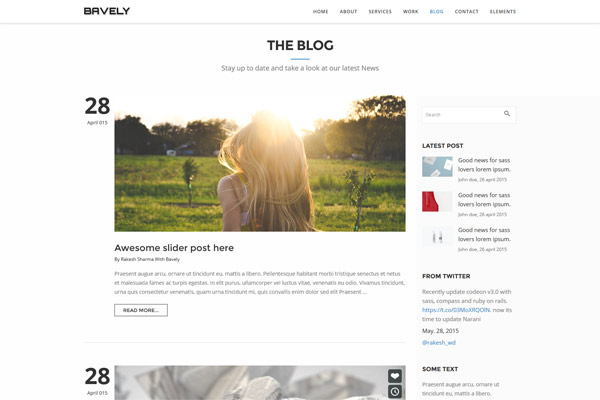 BAVELY
HOME ABOUT SERVICES WORK BLOG CONTACT ELEMENTS
THE BLOG
Stay up to date and take a look at our latest News
28
April 015
Awesome slider post here
By Rakesh Sharma With Bavely
Praesent augue arcu, ornare ut tincidunt eu, mattis a libero. Pellentesque habitant morbi tristique senectus et netus
et malesuada fames ac turpis egestas. In elit purus, ullamcorper vel luctus vitae, venenatis eu odio. Vivamus tincidunt,
urna quis consectetur venenatis, quam urna tincidunt mi, quis convallis enim dolor sed elit Praesent ...
READ MORE...
28
April 015
Search
LATEST POST
Good news for sass
lovers lorem ipsum.
John doe, 26 april 2015
Good news for sass
lovers lorem ipsum.
John doe, 26 april 2015
Good news for sass
lovers lorem ipsum.
John doe, 26 april 2015
FROM TWITTER
Recently update codeon v3.0 with
sass, compass and ruby on rails.
https://t.co/03MoXRQOIN. now its
time to update Narani
May. 28, 2015
@rakesh_wd
SOME TEXT
Praesent augue arcu, ornare ut
tincidunt eu, mattis a libero.